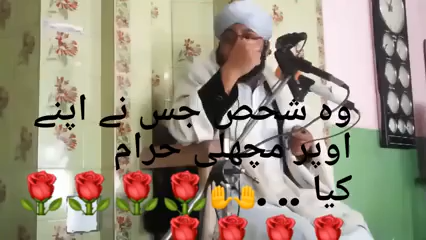 وہ شخص جس نے اپنے
اوپر مچھلی حرام
کیا .. .🙌🌹🌹🌹🌹
🌹🌹🌹🌹